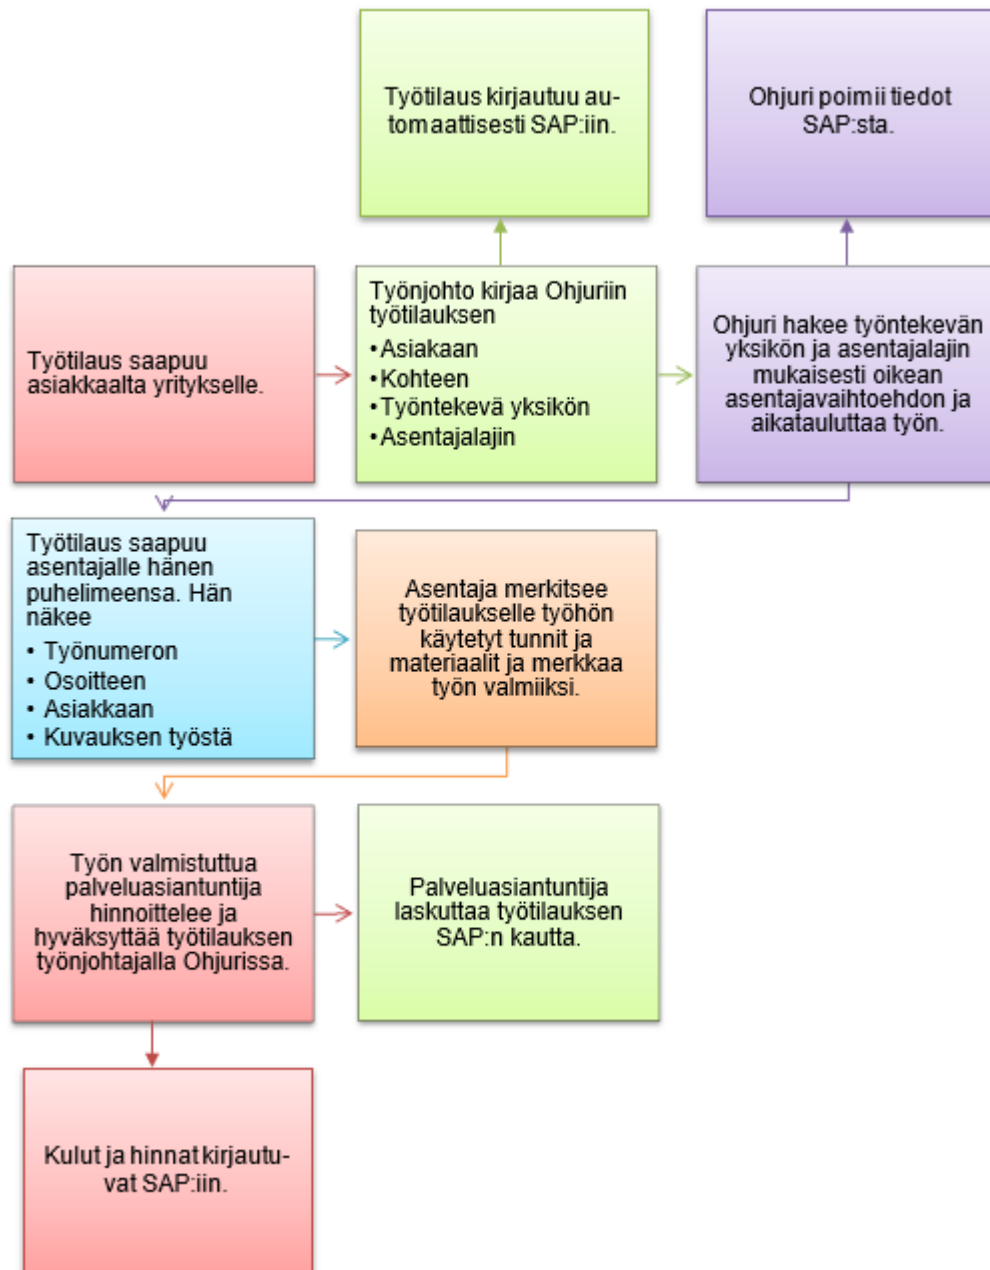 Työtilaus kirjautuu au-
tomaattisesti SAP:iin.
Ohjuri poimii tiedot
SAP:sta.
Työtilaus saapuu
asiakkaalta yritykselle.
Työnjohto kirjaa Ohjuriin
työtilauksen
• Asiakaan
• Kohteen
• Työntekevä yksikön
• Asentajalajin
Ohjuri hakee työntekevän
yksikön ja asentajalajin
mukaisesti oikean
asentajavaihtoehdon ja
aikatauluttaa työn.
Työtilaus saapuu
asentajalle hänen
puhelimeensa. Hän
näkee
• Työnumeron
• Osoitteen
• Asiakkaan
• Kuvauksen työstä
Asentaja merkitsee
työtilaukselle työhön
käytetyt tunnit ja
materiaalit ja merkkaa
työn valmiiksi.
Työn valmistuttua
palveluasiantuntija
hinnoittelee ja
hyväksyttää työtilauksen
työnjohtajalla Ohjurissa.
Palveluasiantuntija
laskuttaa työtilauksen
SAP:n kautta.
Kulut ja hinnat kirjautu-
vat SAP:iin.